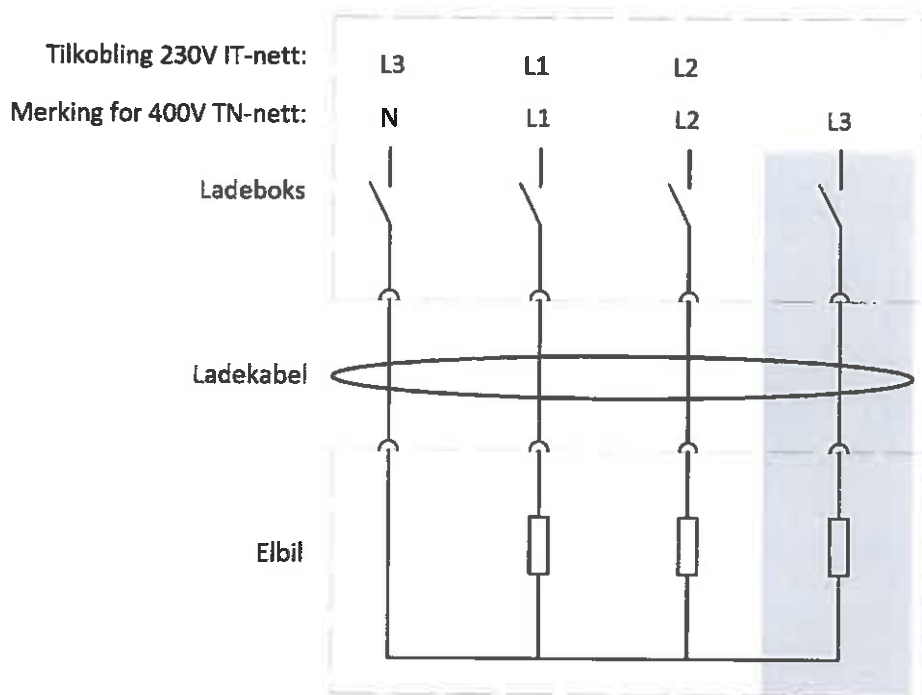 Tilkobling 230V IT-nett: L3 L1 L2
Merking for 400V TN-nett: N L1 L2 L3
Ladeboks
Ladekabel
Elbil